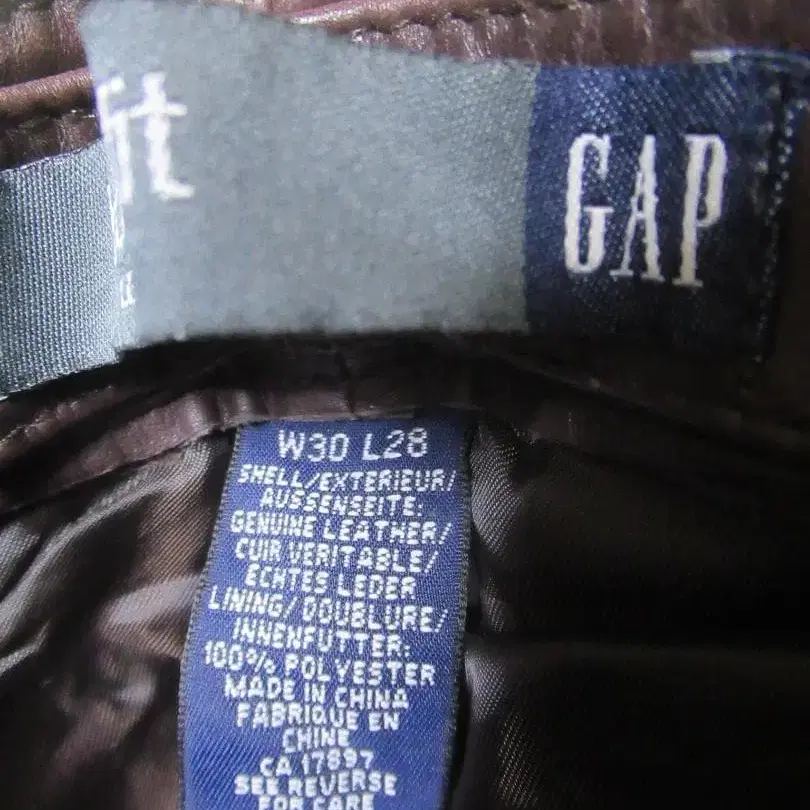 GAP
W30 L28
SHELL/EXTERIEUR/
AUSSENSEITE:
GENUINE LEATHER/
CUIR VERITABLE/
ECHTES LEDER
LINING/DOUBLURE/
INNENFUTTER:
100% POLYESTER
MADE IN CHINA
FABRIQUE EN
CHINE
CA 17897
SEE REVERSE
FOR CARE